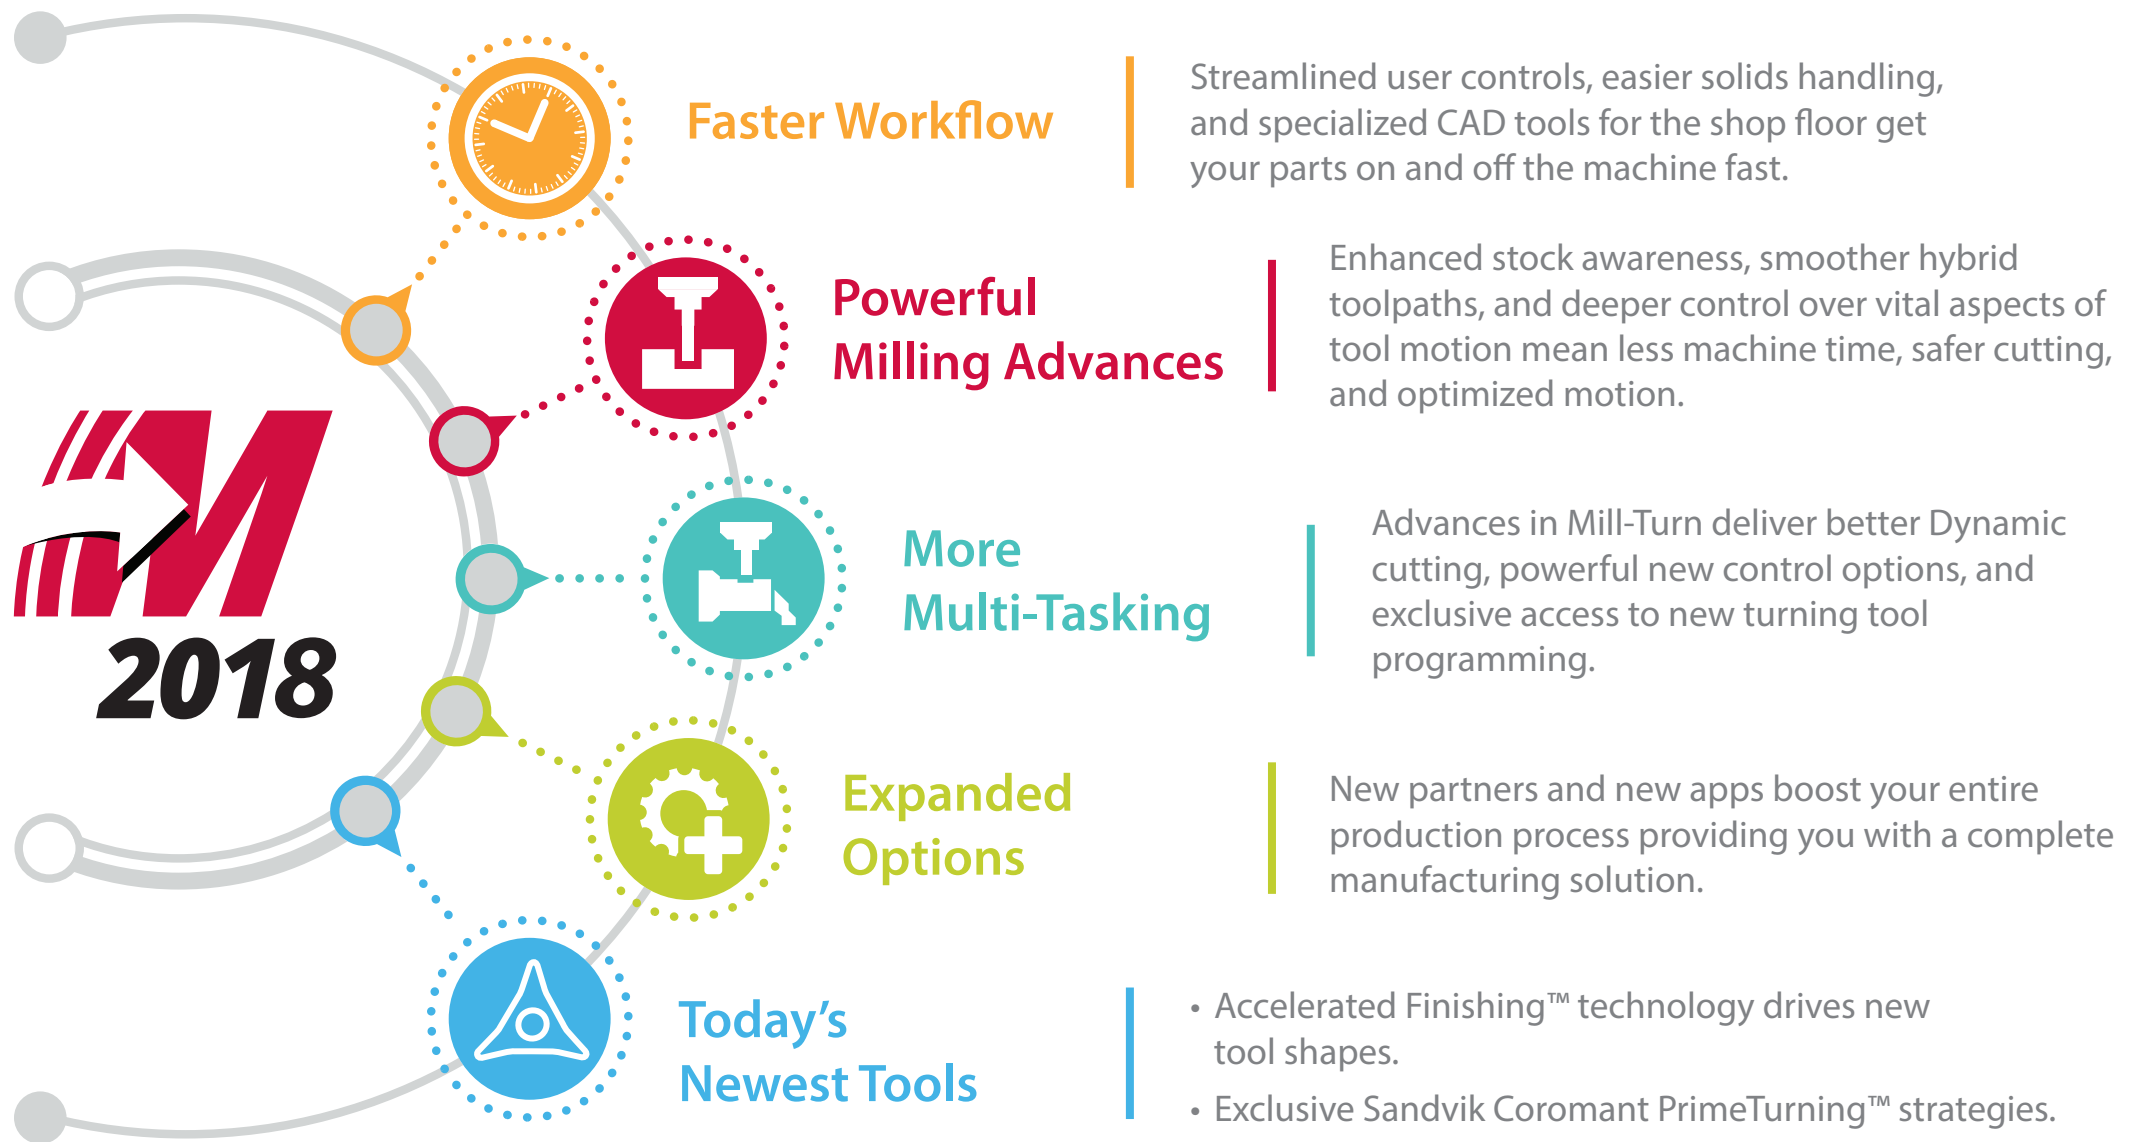 Faster Workflow
Streamlined user controls, easier solids handling,
and specialized CAD tools for the shop floor get
your parts on and off the machine fast.
Powerful
Milling Advances
Enhanced stock awareness, smoother hybrid
toolpaths, and deeper control over vital aspects of
tool motion mean less machine time, safer cutting,
and optimized motion.
M
2018
More
Multi-Tasking
Advances in Mill-Turn deliver better Dynamic
cutting, powerful new control options, and
exclusive access to new turning tool
programming.
Expanded
Options
New partners and new apps boost your entire
production process providing you with a complete
manufacturing solution.
Today’s
Newest Tools
• Accelerated Finishing™ technology drives new
tool shapes.
• Exclusive Sandvik Coromant PrimeTurning™ strategies.